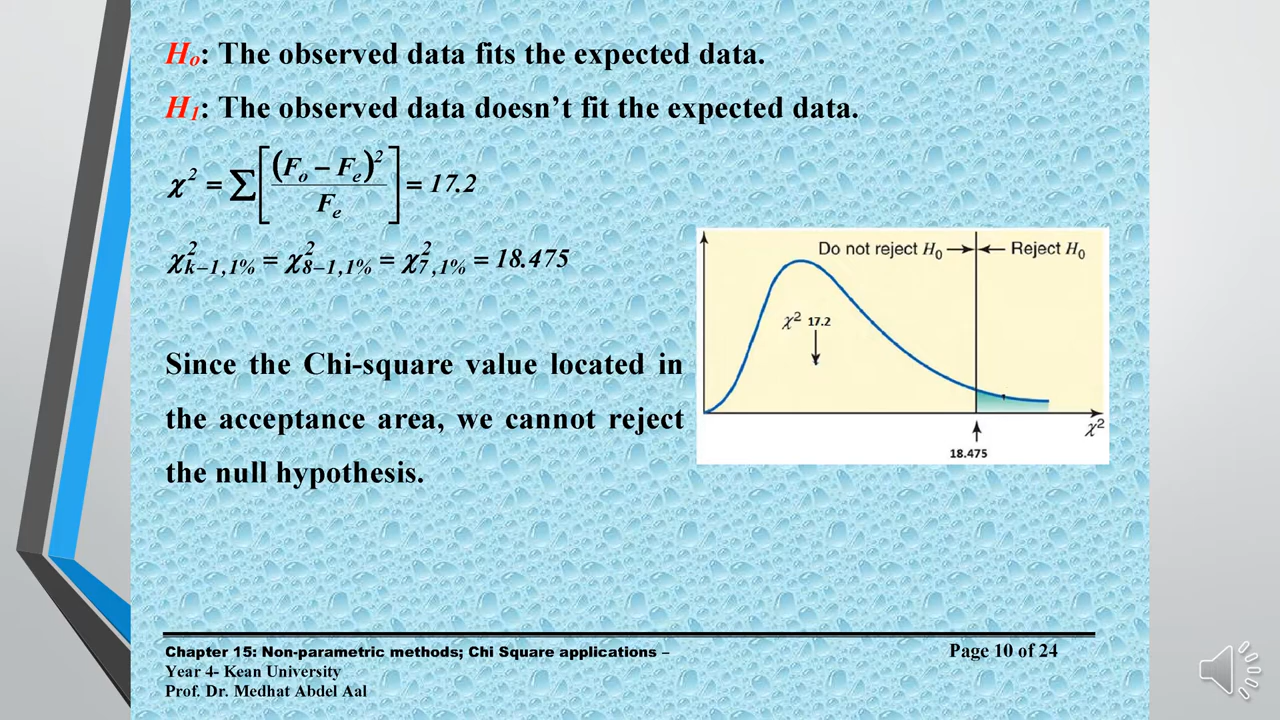 Ho: The observed data fits the expected data.
H1: The observed data doesn’t fit the expected data.
χ² = Σ[(Fo – Fe)² / Fe] = 17.2
χ²k–1,1% = χ²8–1,1% = χ²7,1% = 18.475
Do not reject H0
Reject H0
χ² 17.2
χ²
18.475
Since the Chi-square value located in
the acceptance area, we cannot reject
the null hypothesis.
Chapter 15: Non-parametric methods; Chi Square applications –
Page 10 of 24
Year 4- Kean University
Prof. Dr. Medhat Abdel Aal